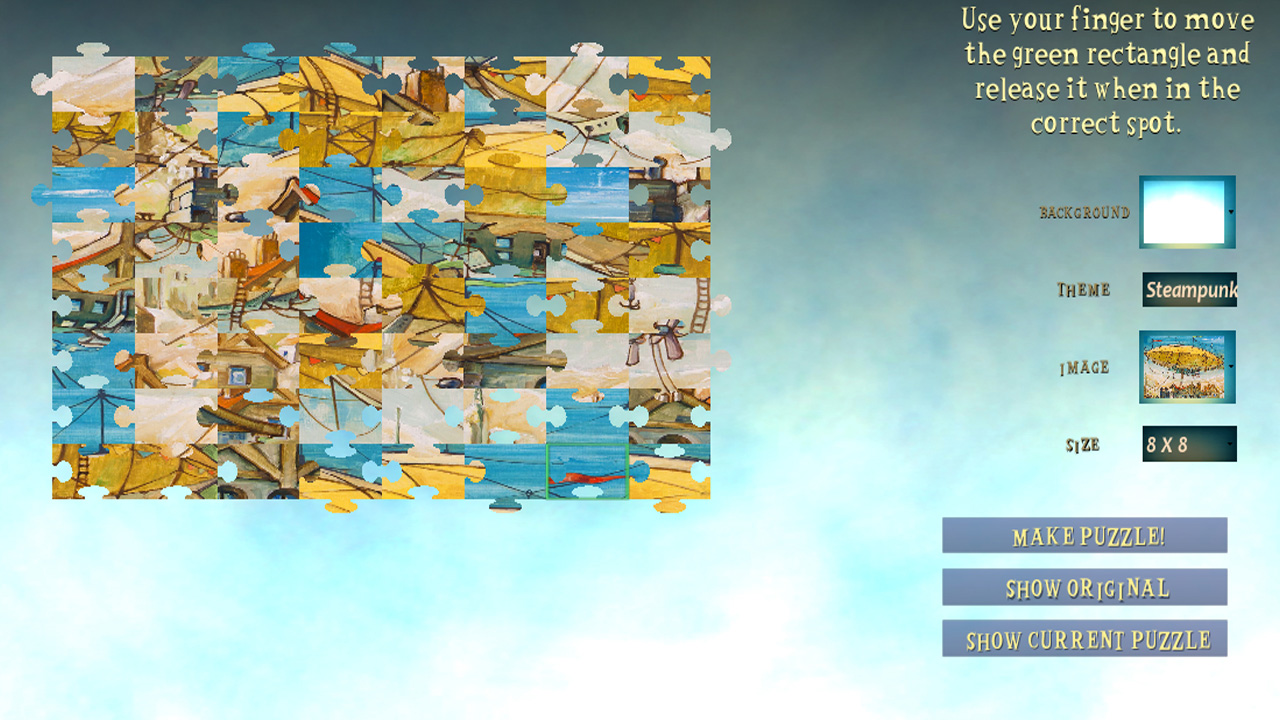 Use your finger to move
the green rectangle and
release it when in the
correct spot.
BACKGROUND
THEME
Steampunk
IMAGE
SIZE
8 X 8
MAKE PUZZLE!
SHOW ORIGINAL
SHOW CURRENT PUZZLE